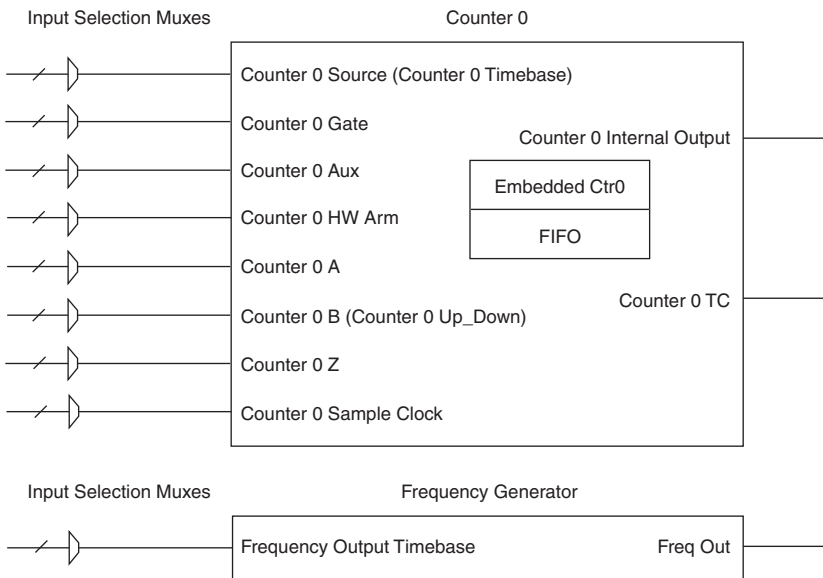 Input Selection Muxes
Counter 0
Counter 0 Source (Counter 0 Timebase)
Counter 0 Gate
Counter 0 Internal Output
Counter 0 Aux
Embedded Ctr0
Counter 0 HW Arm
FIFO
Counter 0 A
Counter 0 TC
Counter 0 B (Counter 0 Up_Down)
Counter 0 Z
Counter 0 Sample Clock
Input Selection Muxes
Frequency Generator
Frequency Output Timebase
Freq Out